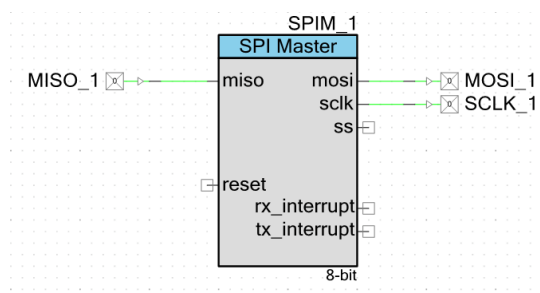 SPIM_1
SPI Master
MISO_1
miso
mosi
MOSI_1
sclk
SCLK_1
ss
reset
rx_interrupt
tx_interrupt
8-bit